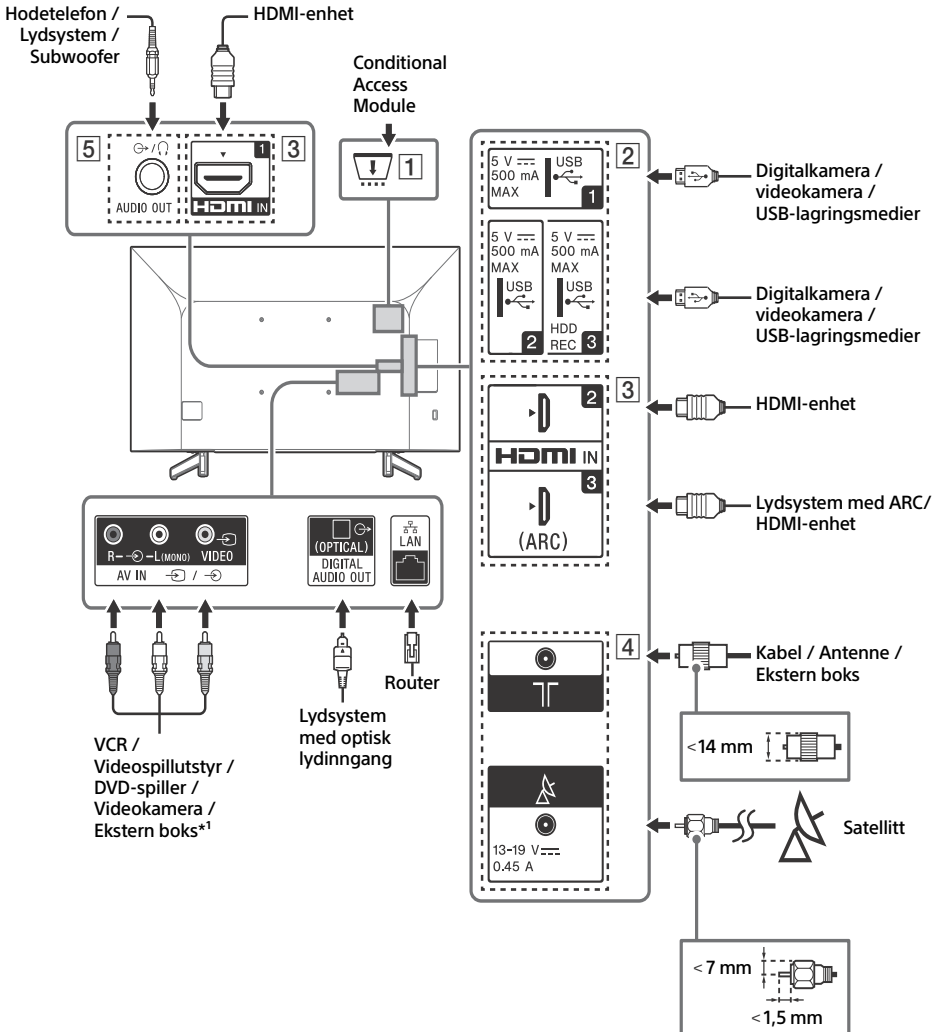 Hodetelefon /
Lydsystem /
Subwoofer
HDMI-enhet
Conditional
Access
Module
5
AUDIO OUT
1
3
HDMI IN
1
2
5 V
500 mA
MAX
USB
1
Digitalkamera /
videokamera /
USB-lagringsmedier
5 V
500 mA
MAX
USB
2
5 V
500 mA
MAX
USB
HDD
REC 3
Digitalkamera /
videokamera /
USB-lagringsmedier
3
2
HDMI-enhet
HDMI IN
3
(ARC)
Lydsystem med ARC/
HDMI-enhet
R
L(MONO)
VIDEO
AV IN
/
(OPTICAL)
DIGITAL
AUDIO OUT
LAN
VCR /
Videospillutstyr /
DVD-spiller /
Videokamera /
Ekstern boks*1
Lydsystem
med optisk
lydinngang
Router
4
Kabel / Antenne /
Ekstern boks
<14 mm
13-19 V
0.45 A
Satellitt
<7 mm
<1,5 mm